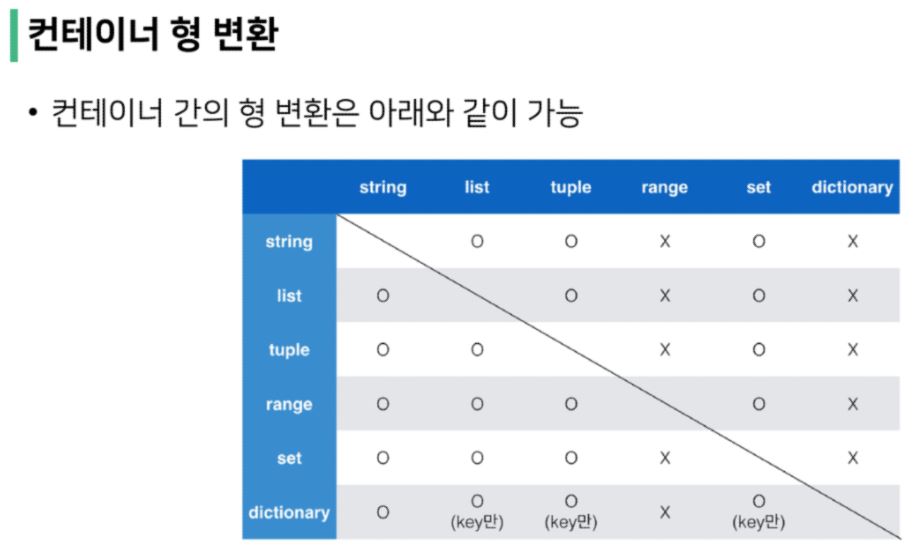 컨테이너 형 변환
• 컨테이너 간의 형 변환은 아래와 같이 가능
string list tuple range set dictionary
string O O X O X
list O O X O X
tuple O O X O X
range O O O O X
set O O O X X
dictionary O O (key만) O (key만) X O (key만)